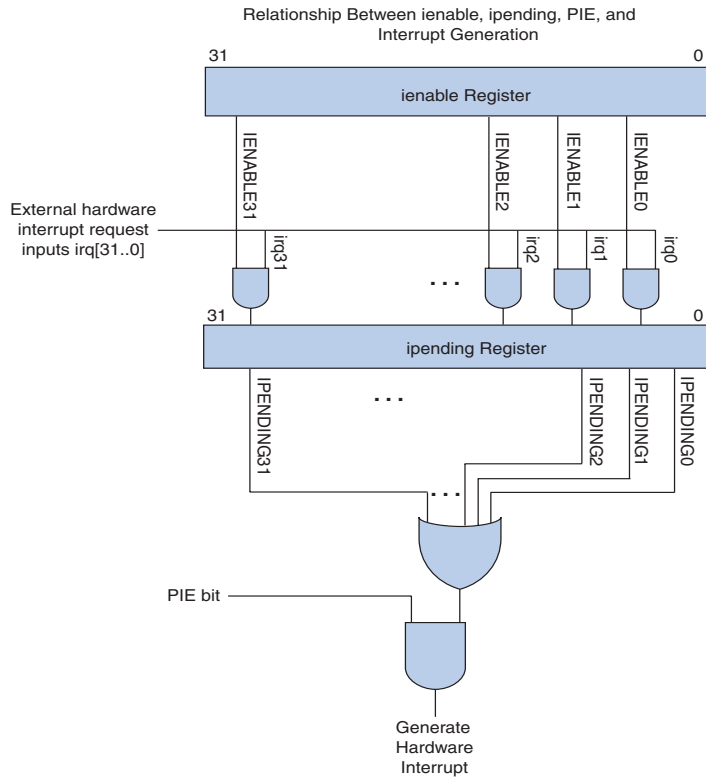 Relationship Between ienable, ipending, PIE, and
Interrupt Generation
31 0
ienable Register
IENABLE31
IENABLE2
IENABLE1
IENABLE0
External hardware
interrupt request
inputs irq[31..0]
irq31
irq2
irq1
irq0
. . .
31 0
ipending Register
IPENDING31
. . .
IPENDING2
IPENDING1
IPENDING0
. . .
PIE bit
Generate
Hardware
Interrupt